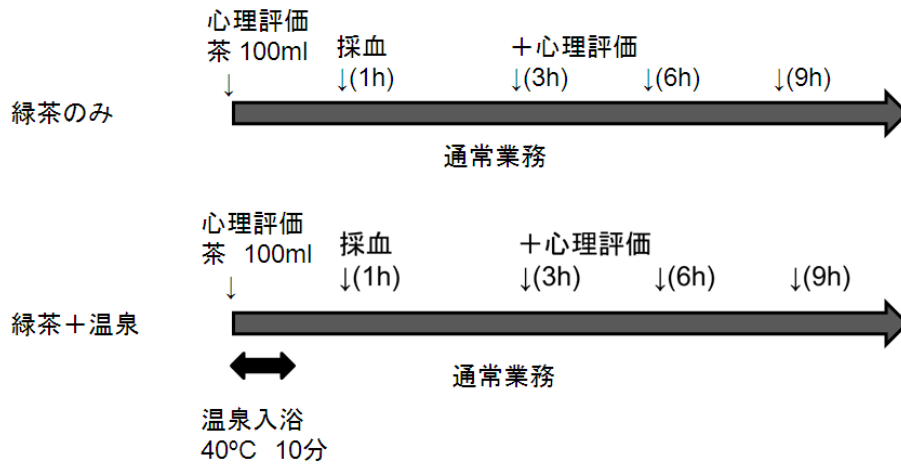 心理評価
茶 100ml
採血 ＋心理評価
↓ ↓(1h) ↓(3h) ↓(6h) ↓(9h)
緑茶のみ
通常業務
心理評価
茶 100ml
採血 ＋心理評価
↓ ↓(1h) ↓(3h) ↓(6h) ↓(9h)
緑茶＋温泉
通常業務
温泉入浴
40ºC 10分